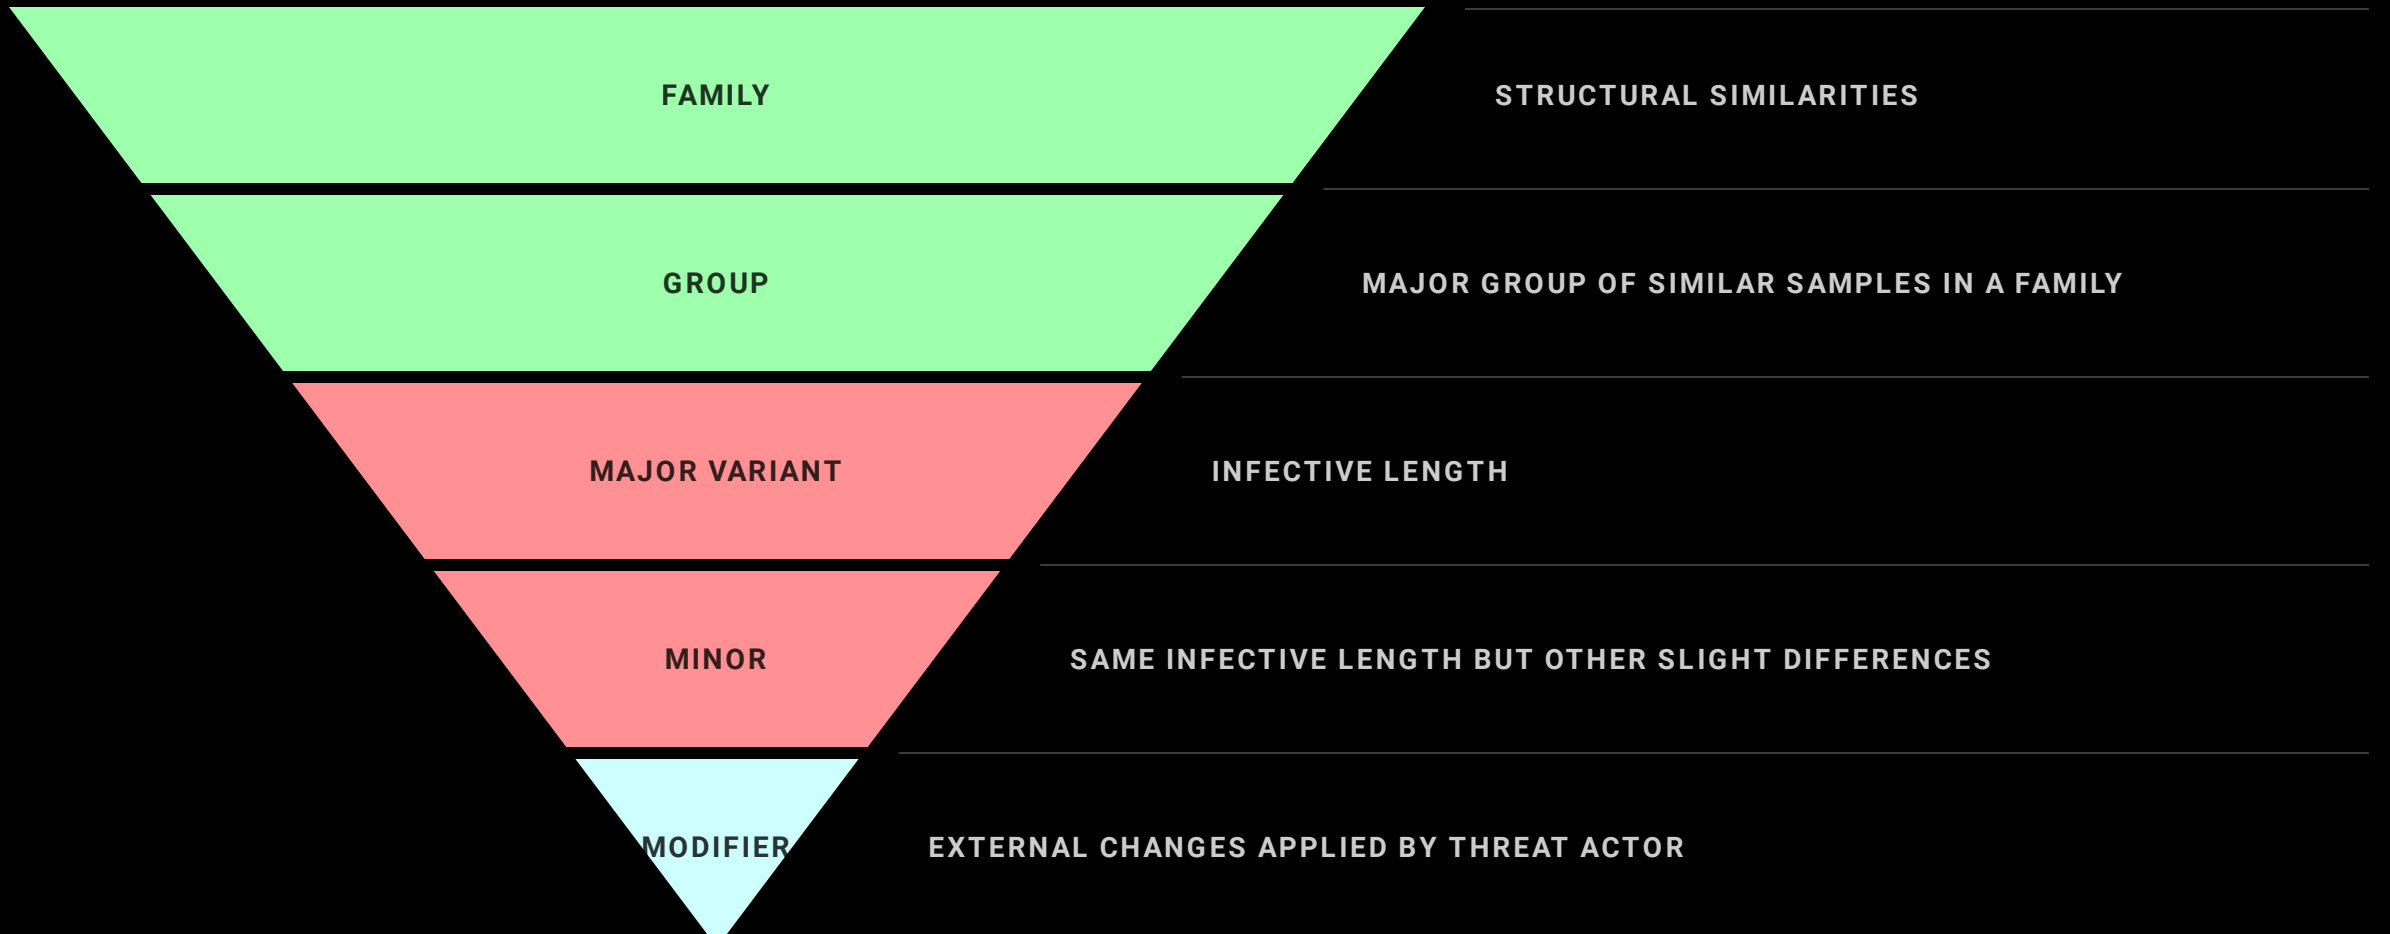 FAMILY
STRUCTURAL SIMILARITIES
GROUP
MAJOR GROUP OF SIMILAR SAMPLES IN A FAMILY
MAJOR VARIANT
INFECTIVE LENGTH
MINOR
SAME INFECTIVE LENGTH BUT OTHER SLIGHT DIFFERENCES
MODIFIER
EXTERNAL CHANGES APPLIED BY THREAT ACTOR